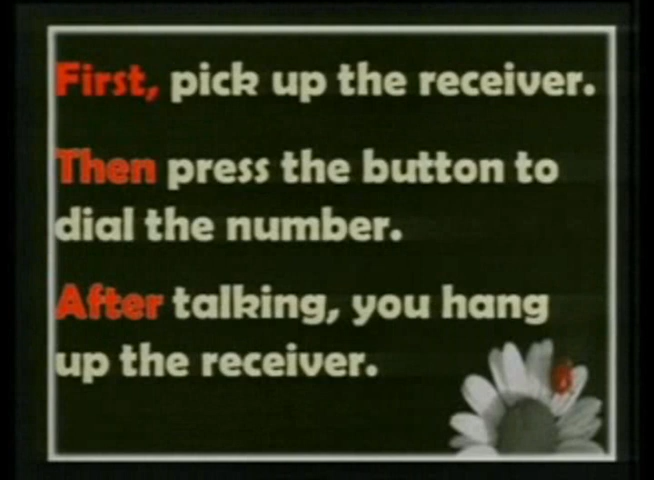 First, pick up the receiver.
Then press the button to
dial the number.
After talking, you hang
up the receiver.